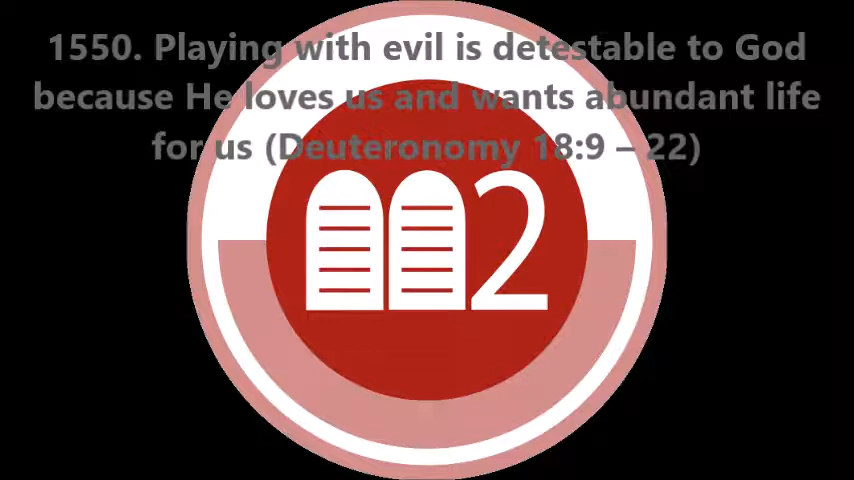 1550. Playing with evil is detestable to God
because He loves us and wants abundant life
for us (Deuteronomy 18:9 – 22)
2